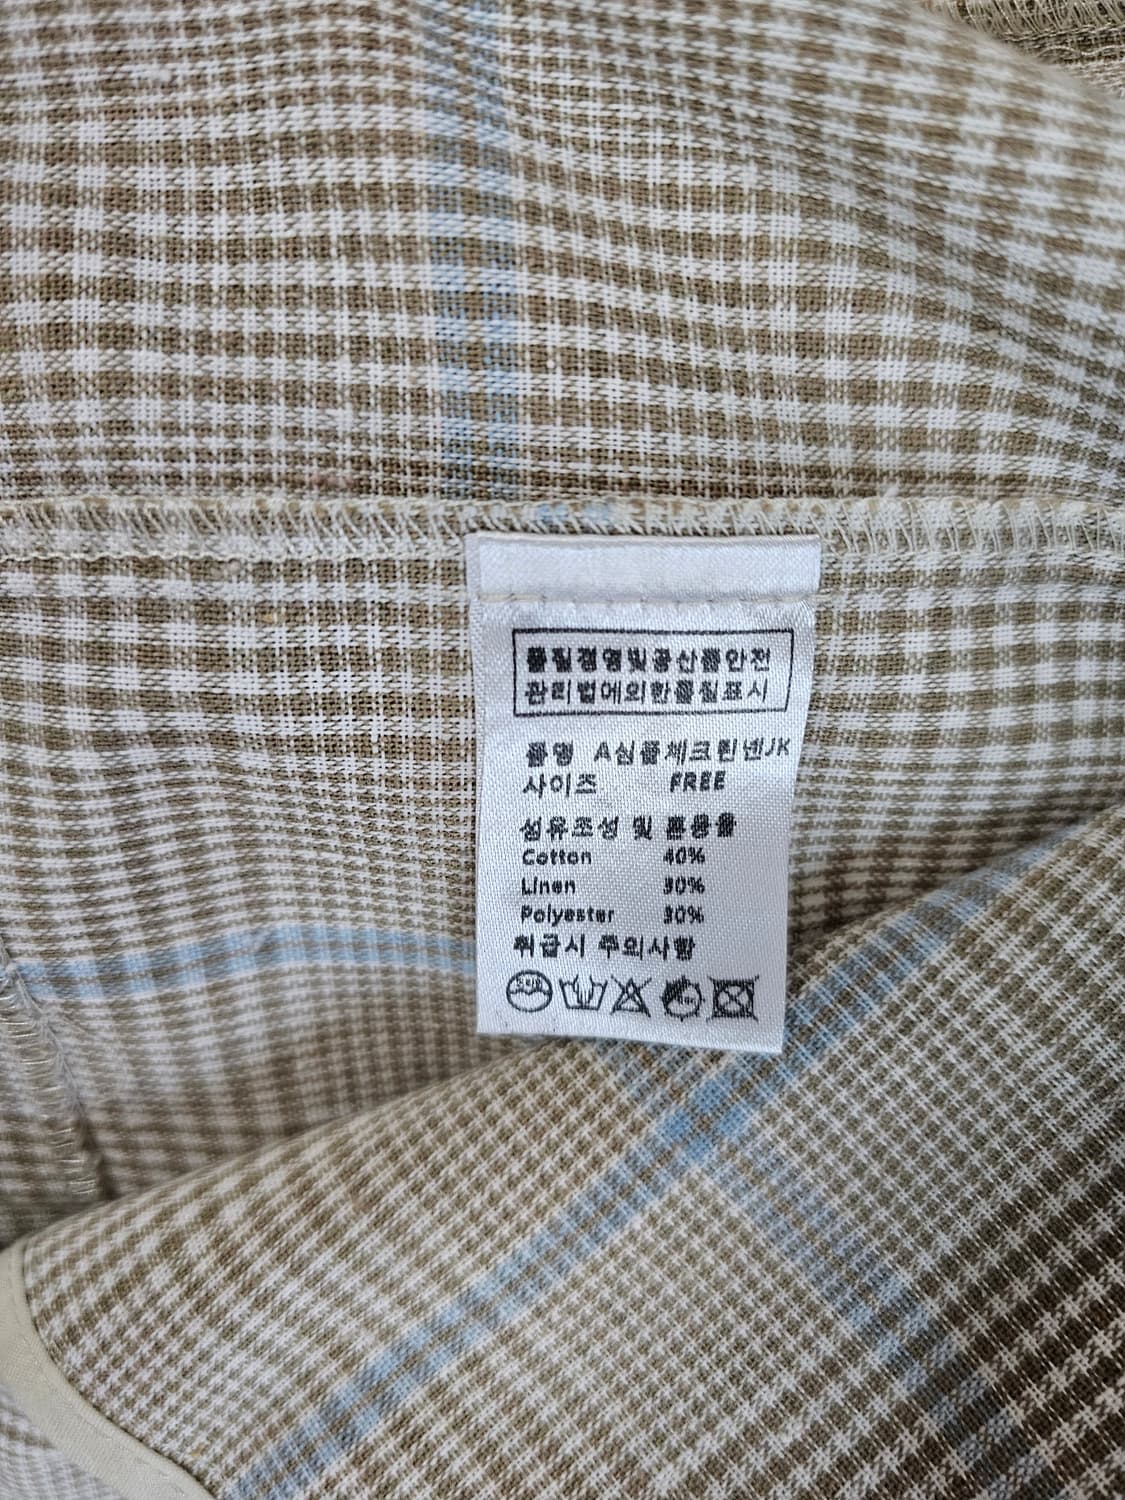 품질경영및공산품안전
관리법에의한품질표시
품명 A심플체크린넨JK
사이즈 FREE
섬유조성 및 혼용율
Cotton 40%
Linen 30%
Polyester 30%
취급시 주의사항